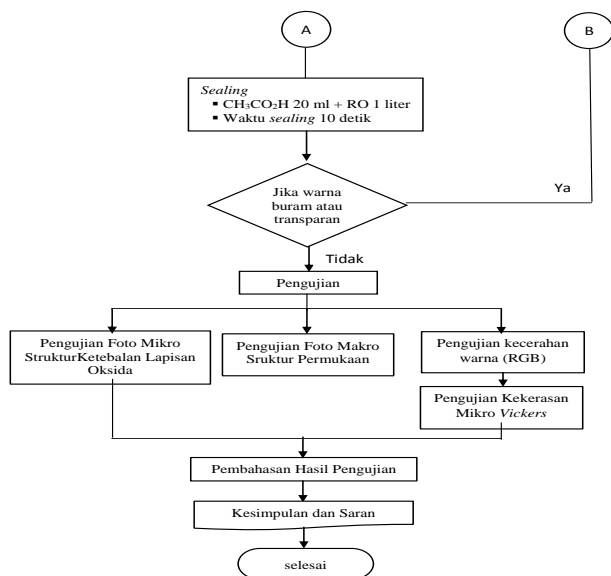 A
B
Sealing
▪ CH₃CO₂H 20 ml + RO 1 liter
▪ Waktu sealing 10 detik
Jika warna
buram atau
transparan
Ya
Tidak
Pengujian
Pengujian Foto Mikro
StrukturKetebalan Lapisan
Oksida
Pengujian Foto Makro
Sruktur Permukaan
Pengujian kecerahan
warna (RGB)
Pengujian Kekerasan
Mikro Vickers
Pembahasan Hasil Pengujian
Kesimpulan dan Saran
selesai